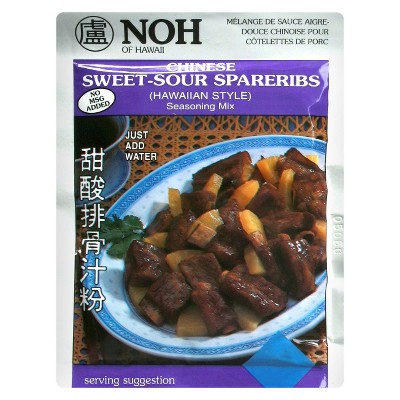 盧
NOH
OF HAWAII
MÉLANGE DE SAUCE AIGRE-
DOUCE CHINOISE POUR
CÔTELETTES DE PORC
CHINESE
SWEET-SOUR SPARERIBS
(HAWAIIAN STYLE)
Seasoning Mix
NO
MSG
ADDED
JUST
ADD
WATER
甜酸排骨汁粉
serving suggestion